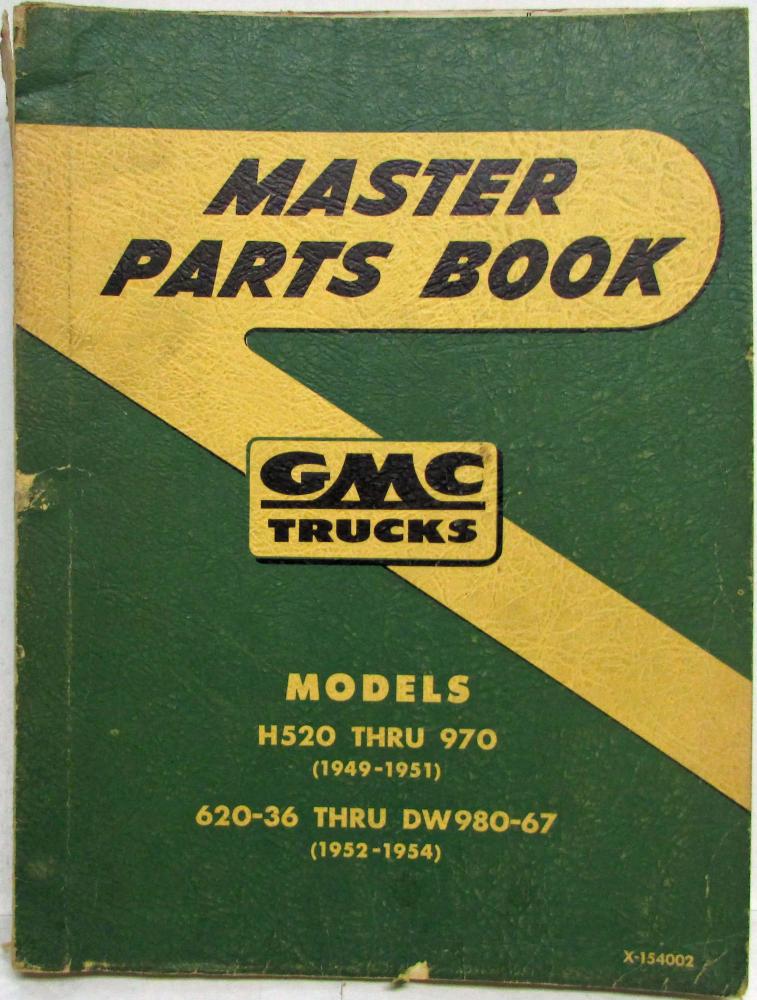 MASTER
PARTS BOOK
GMC
TRUCKS
MODELS
H520 THRU 970
(1949-1951)
620-36 THRU DW980-67
(1952-1954)
X-154002